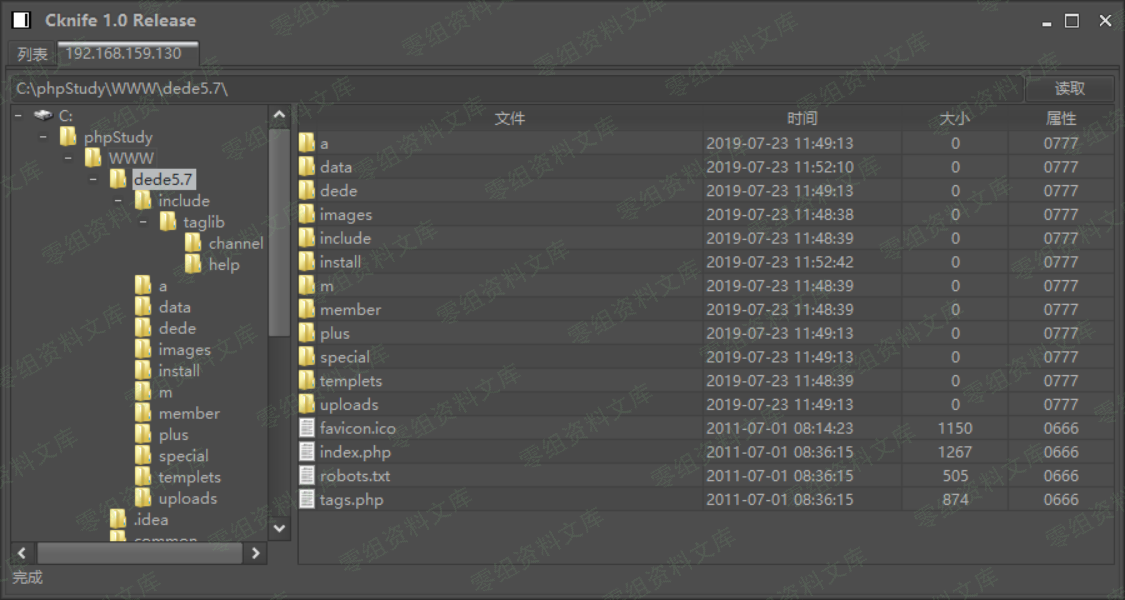 Cknife 1.0 Release
列表 192.168.159.130
C:\phpStudy\WWW\dede5.7\ 读取
C:
phpStudy
WWW
dede5.7
include
taglib
channel
help
a
data
dede
images
install
m
member
plus
special
templets
uploads
.idea
common
文件 时间 大小 属性
a 2019-07-23 11:49:13 0 0777
data 2019-07-23 11:52:10 0 0777
dede 2019-07-23 11:49:13 0 0777
images 2019-07-23 11:48:38 0 0777
include 2019-07-23 11:48:39 0 0777
install 2019-07-23 11:52:42 0 0777
m 2019-07-23 11:48:39 0 0777
member 2019-07-23 11:48:39 0 0777
plus 2019-07-23 11:49:13 0 0777
special 2019-07-23 11:49:13 0 0777
templets 2019-07-23 11:48:39 0 0777
uploads 2019-07-23 11:49:13 0 0777
favicon.ico 2011-07-01 08:14:23 1150 0666
index.php 2011-07-01 08:36:15 1267 0666
robots.txt 2011-07-01 08:36:15 505 0666
tags.php 2011-07-01 08:36:15 874 0666
完成
零组资料文库